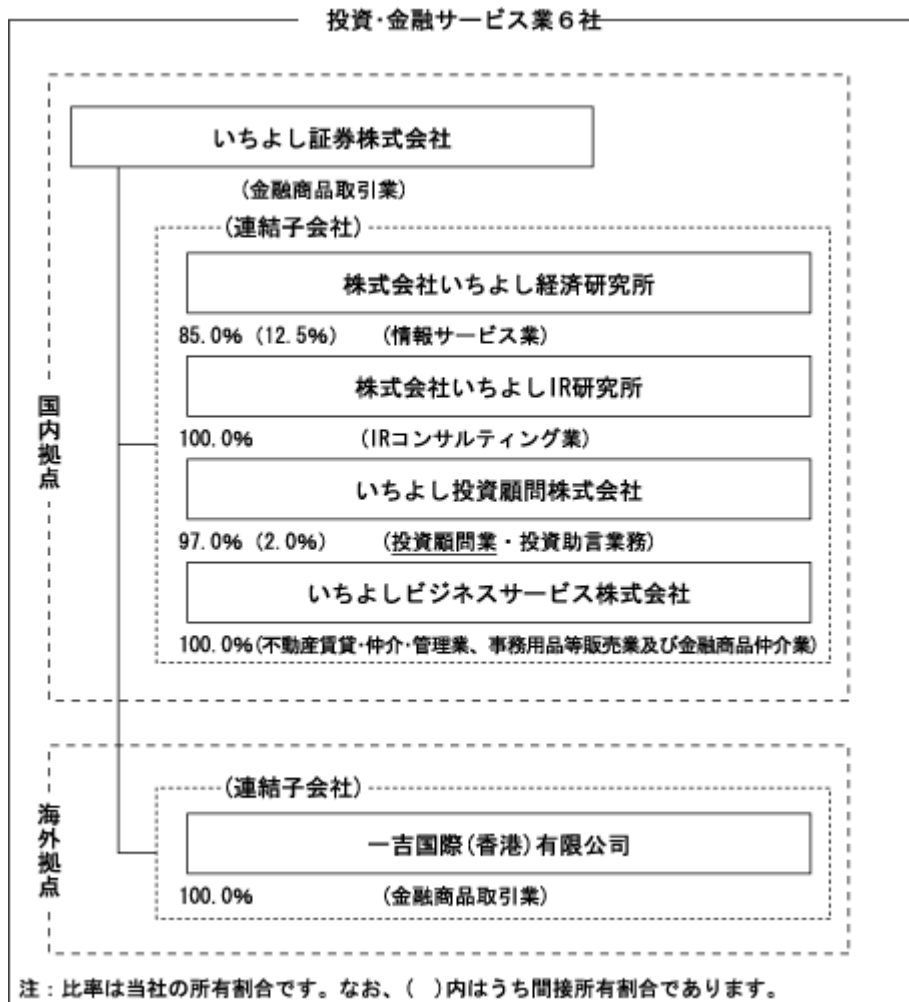 投資・金融サービス業６社
いちよし証券株式会社
(金融商品取引業)
(連結子会社)
株式会社いちよし経済研究所
85.0% (12.5%) (情報サービス業)
株式会社いちよしIR研究所
100.0% (IRコンサルティング業)
いちよし投資顧問株式会社
97.0% (2.0%) (投資顧問業・投資助言業務)
いちよしビジネスサービス株式会社
100.0%(不動産賃貸・仲介・管理業、事務用品等販売業及び金融商品仲介業)
国内拠点
(連結子会社)
一吉国際(香港)有限公司
100.0% (金融商品取引業)
海外拠点
注：比率は当社の所有割合です。なお、( )内はうち間接所有割合であります。